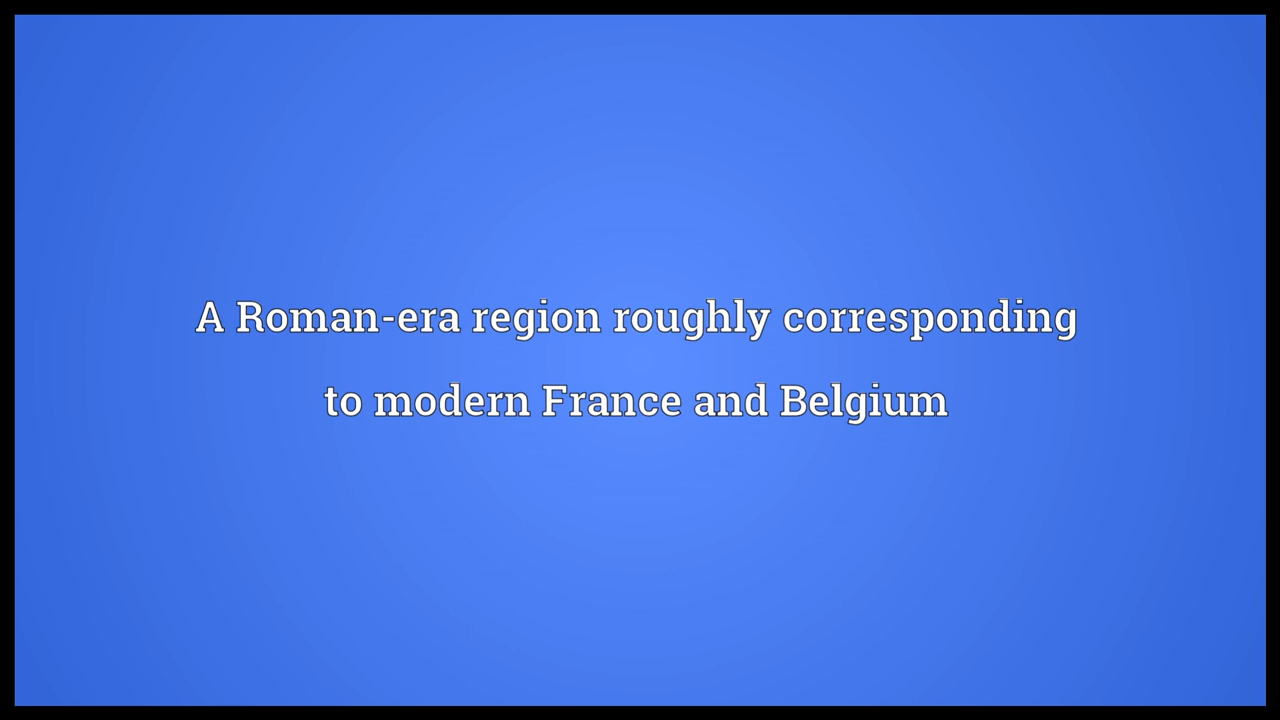 A Roman-era region roughly corresponding
to modern France and Belgium